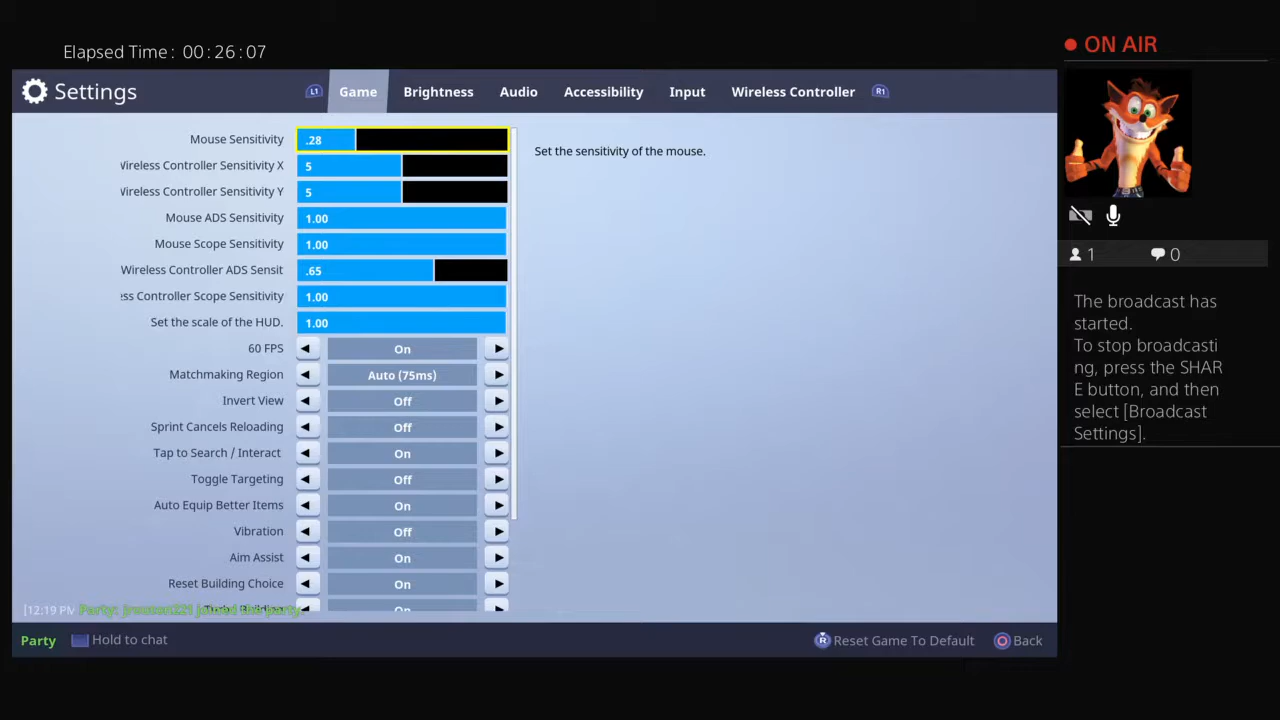 Elapsed Time: 00:26:07
ON AIR
Settings
L1 Game Brightness Audio Accessibility Input Wireless Controller R1
Mouse Sensitivity .28
Wireless Controller Sensitivity X 5
Wireless Controller Sensitivity Y 5
Mouse ADS Sensitivity 1.00
Mouse Scope Sensitivity 1.00
Wireless Controller ADS Sensit .65
ss Controller Scope Sensitivity 1.00
Set the scale of the HUD. 1.00
60 FPS On
Matchmaking Region Auto (75ms)
Invert View Off
Sprint Cancels Reloading Off
Tap to Search / Interact On
Toggle Targeting Off
Auto Equip Better Items On
Vibration Off
Aim Assist On
Reset Building Choice On
On
Set the sensitivity of the mouse.
[12:19 PM Party: joined the party.
Party Hold to chat
R Reset Game To Default Back
1 0
The broadcast has
started.
To stop broadcasti
ng, press the SHAR
E button, and then
select [Broadcast
Settings].